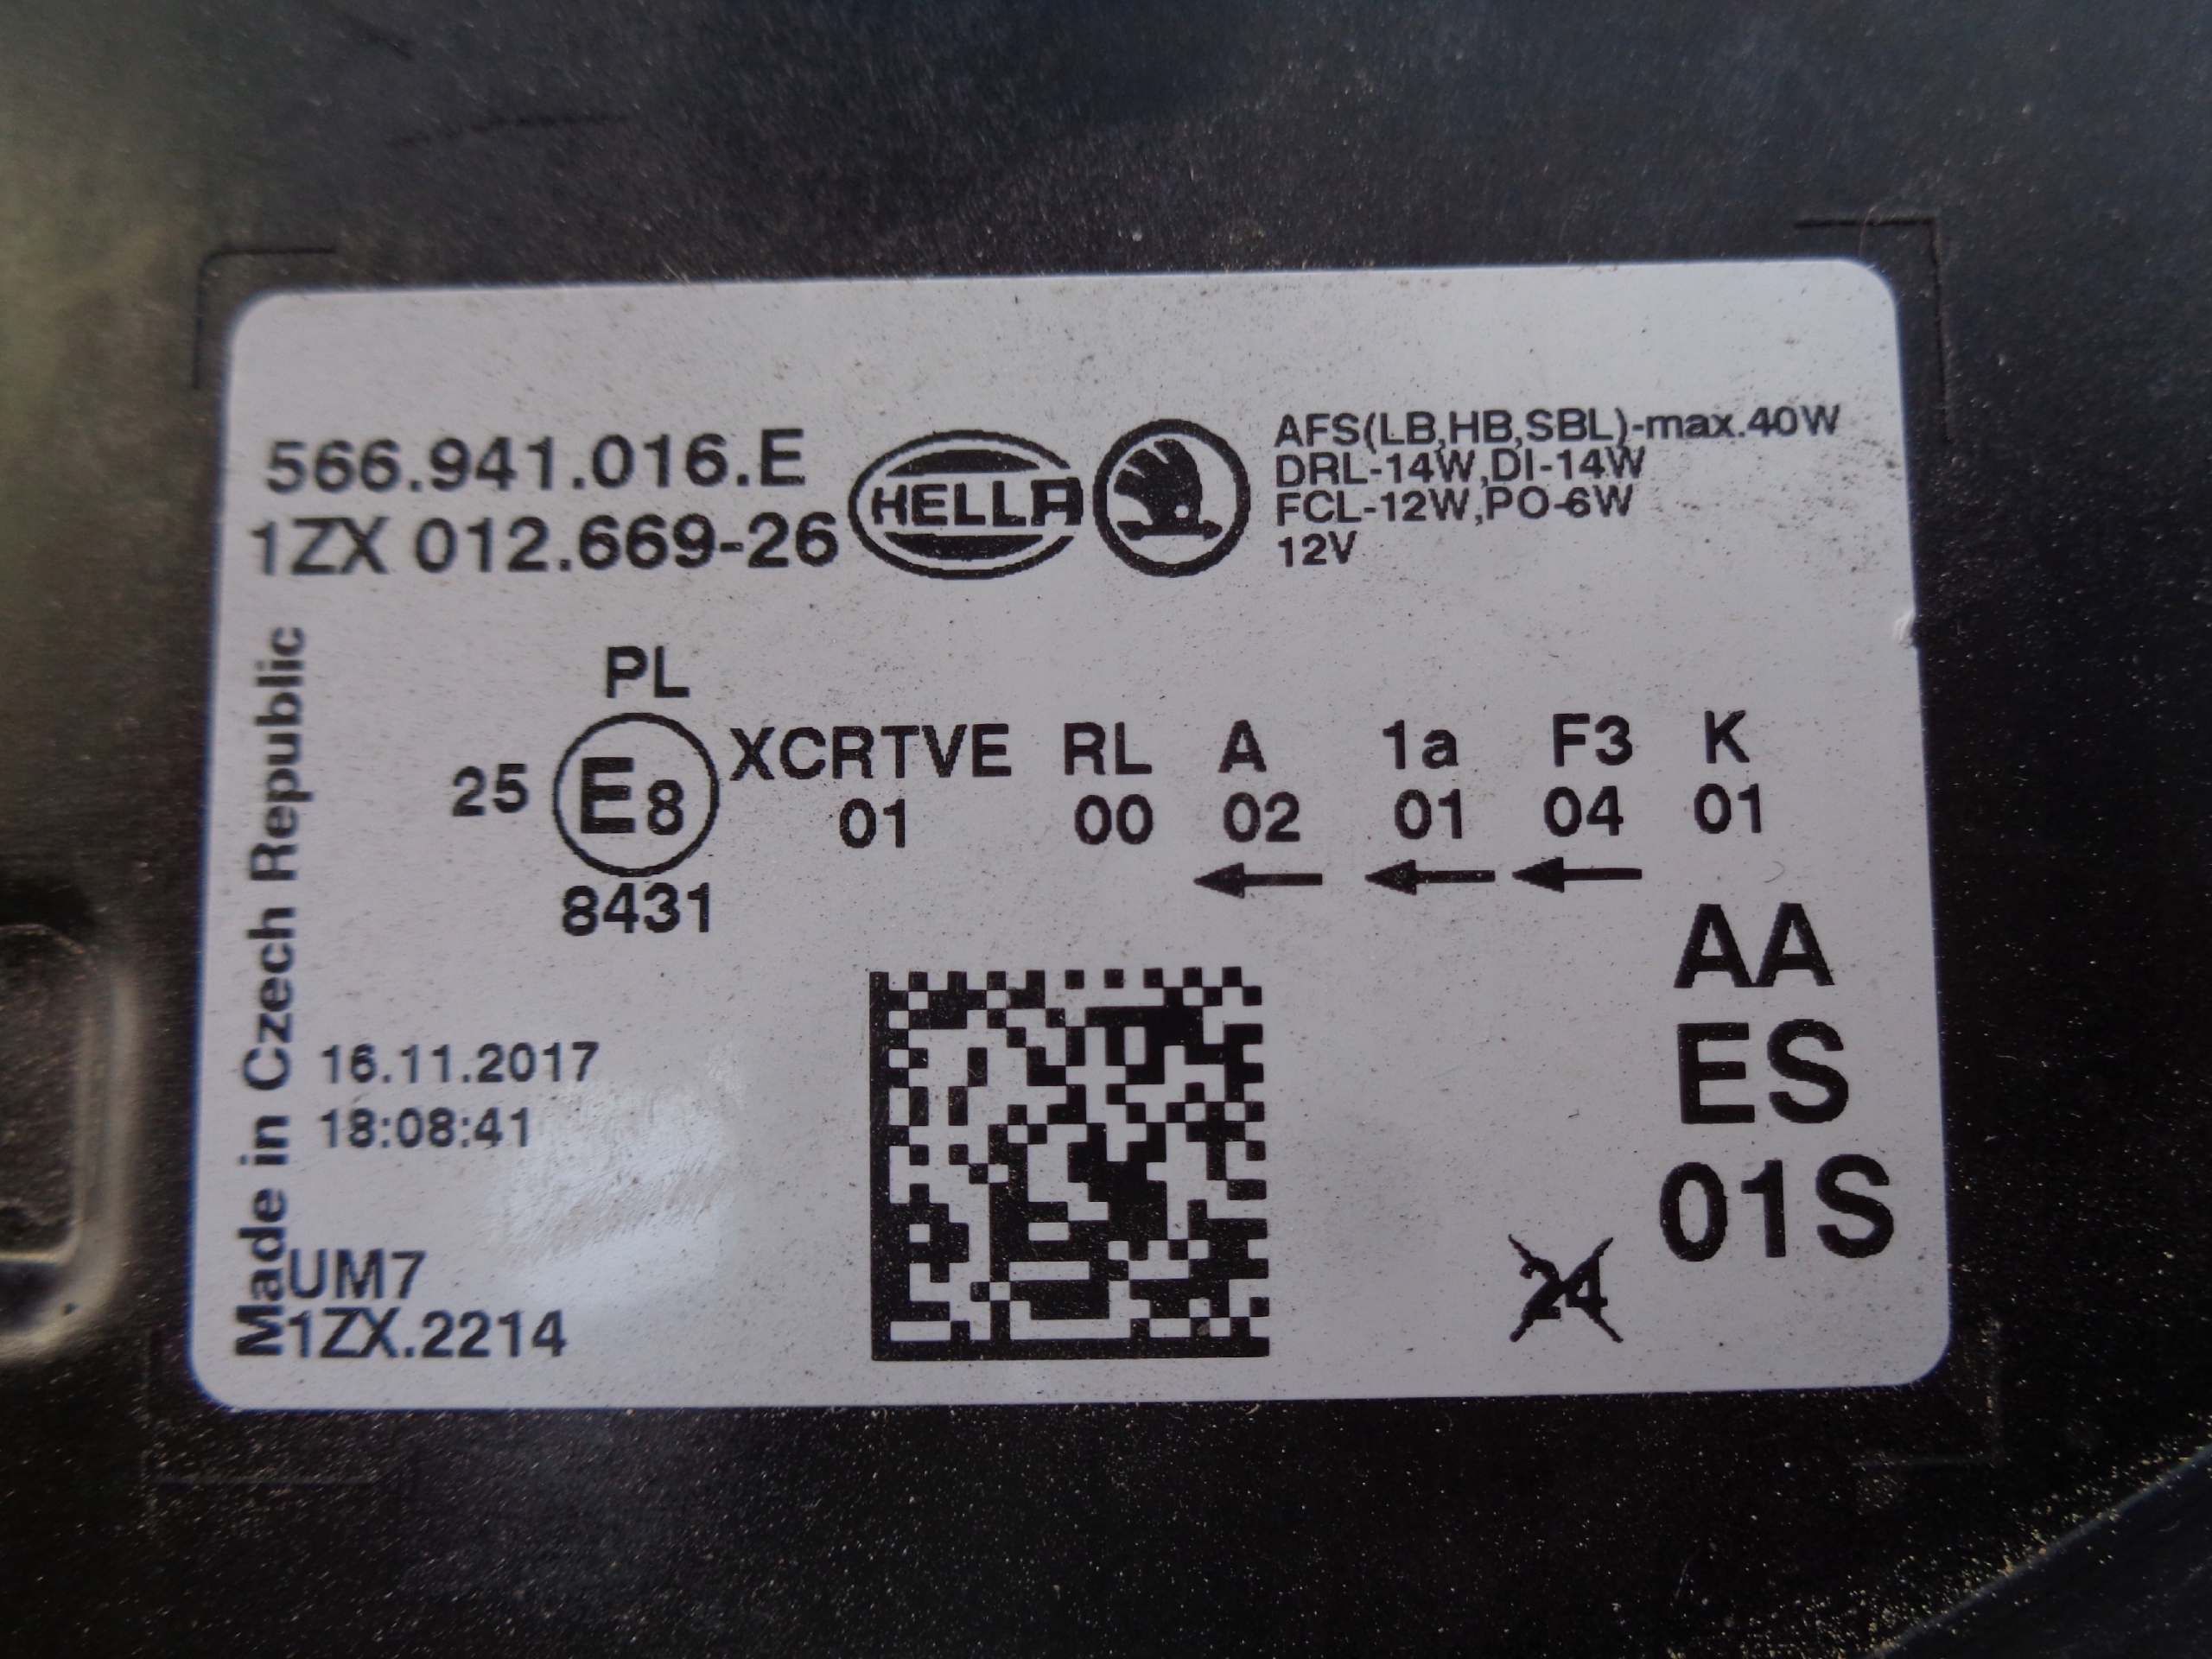 566.941.016.E
1ZX 012.669-26
HELLA
AFS(LB,HB,SBL)-max.40W
DRL-14W,DI-14W
FCL-12W,PO-6W
12V
Made in Czech Republic
PL
25 E8 XCRTVE RL A 1a F3 K
01 00 02 01 04 01
8431
AA
ES
01S
16.11.2017
18:08:41
UM7
1ZX.2214
24